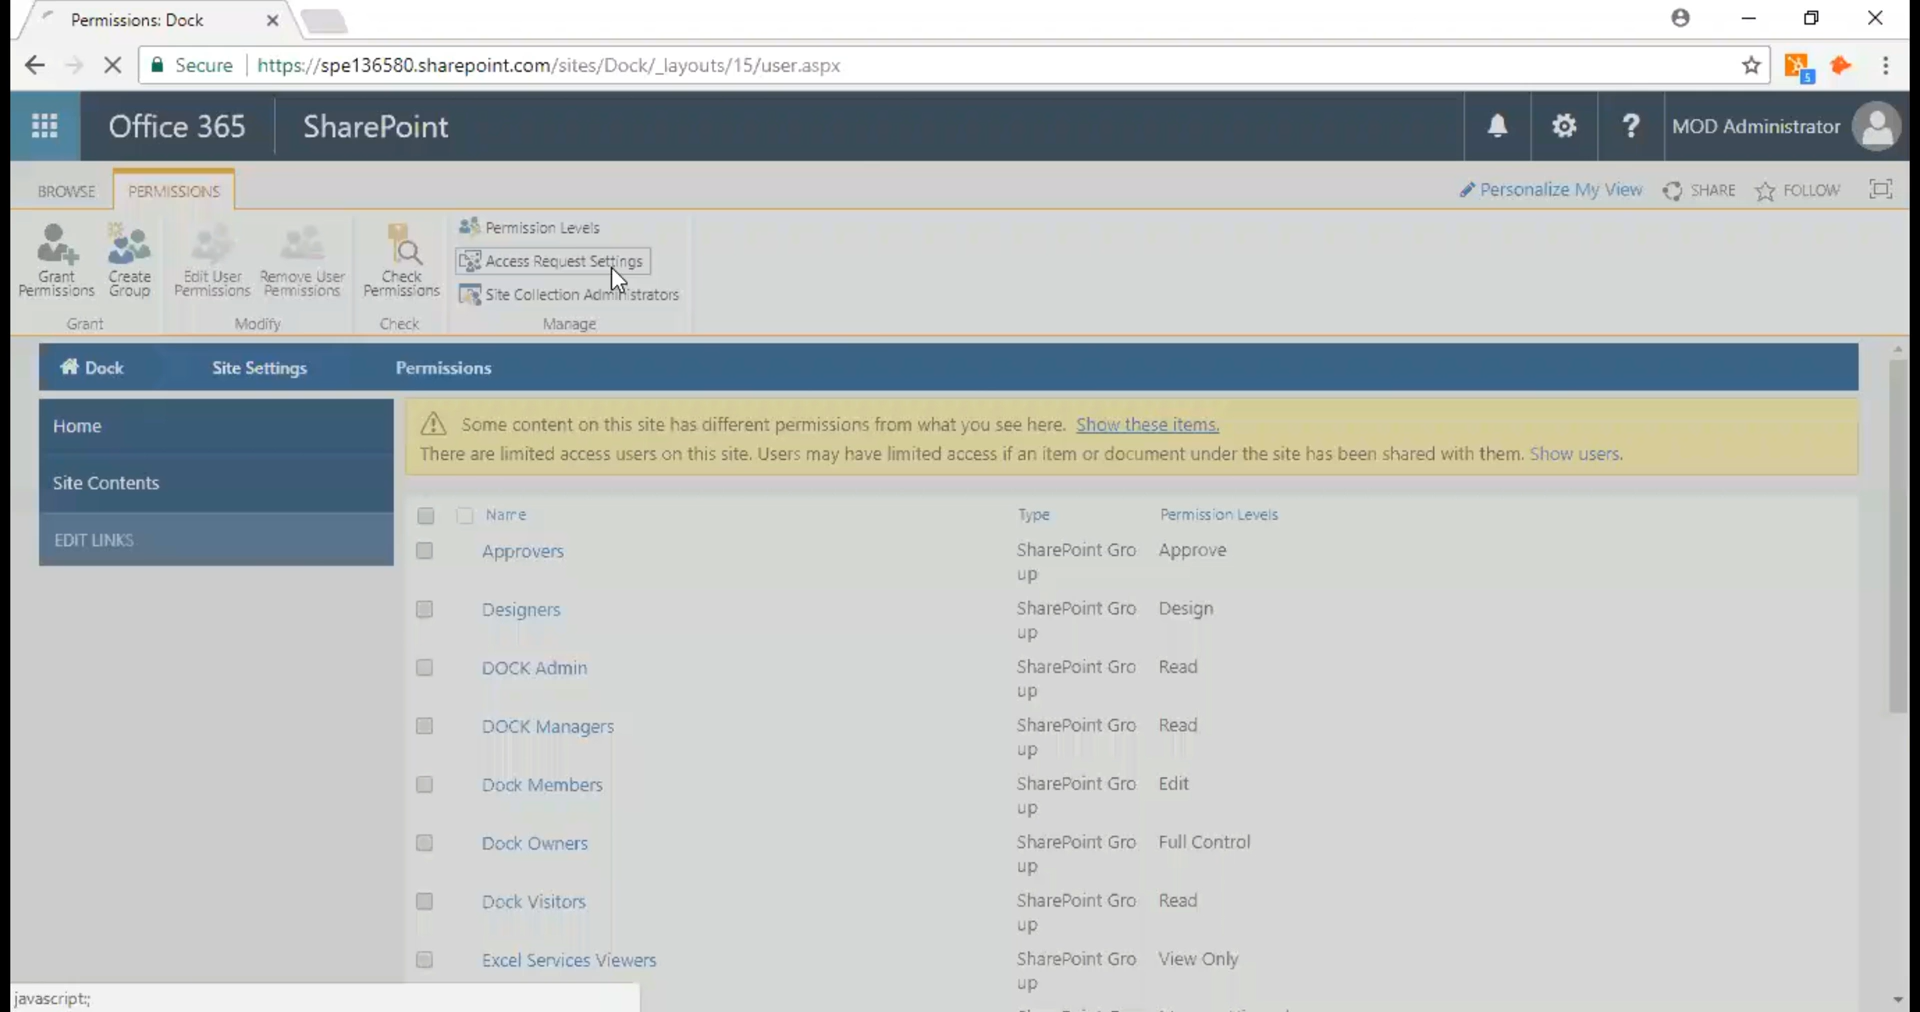 Permissions: Dock
Secure https://spe136580.sharepoint.com/sites/Dock/_layouts/15/user.aspx
5
Office 365 SharePoint ? MOD Administrator
BROWSE PERMISSIONS Personalize My View SHARE FOLLOW
Grant Permissions
Create Group
Edit User Permissions
Remove User Permissions
Check Permissions
Permission Levels
Access Request Settings
Site Collection Administrators
Grant Modify Check Manage
Dock Site Settings Permissions
Home
Site Contents
EDIT LINKS
Some content on this site has different permissions from what you see here. Show these items.
There are limited access users on this site. Users may have limited access if an item or document under the site has been shared with them. Show users.
Name Type Permission Levels
Approvers SharePoint Gro Approve
up
Designers SharePoint Gro Design
up
DOCK Admin SharePoint Gro Read
up
DOCK Managers SharePoint Gro Read
up
Dock Members SharePoint Gro Edit
up
Dock Owners SharePoint Gro Full Control
up
Dock Visitors SharePoint Gro Read
up
Excel Services Viewers SharePoint Gro View Only
up
javascript:;